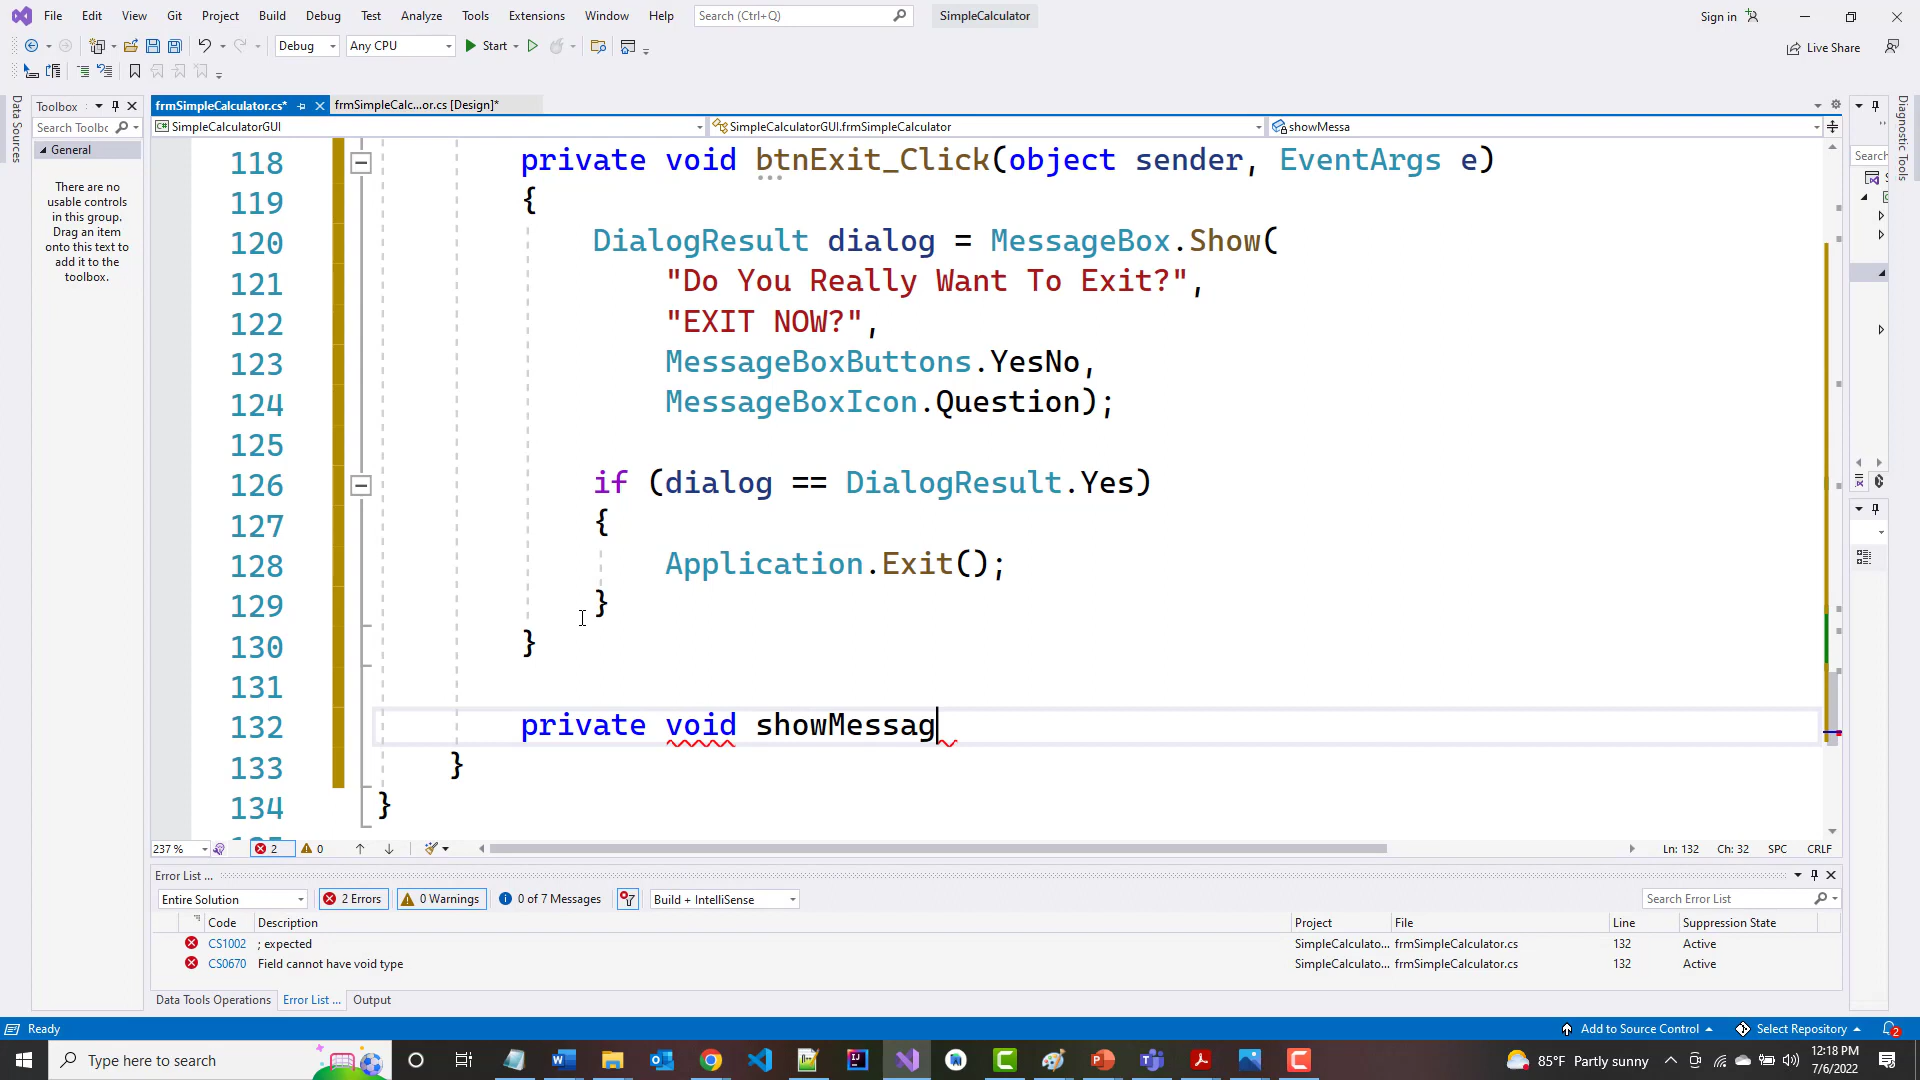 File Edit View Git Project Build Debug Test Analyze Tools Extensions Window Help Search (Ctrl+Q) SimpleCalculator Sign in
Debug Any CPU Start Live Share
Data Sources
Toolbox
Search Toolbc
General
There are no
usable controls
in this group.
Drag an item
onto this text to
add it to the
toolbox.
frmSimpleCalculator.cs* frmSimpleCalc...or.cs [Design]*
SimpleCalculatorGUI SimpleCalculatorGUI.frmSimpleCalculator showMessa
Search
Diagnostic Tools
118 private void btnExit_Click(object sender, EventArgs e)
119 {
120 DialogResult dialog = MessageBox.Show(
121 "Do You Really Want To Exit?",
122 "EXIT NOW?",
123 MessageBoxButtons.YesNo,
124 MessageBoxIcon.Question);
125
126 if (dialog == DialogResult.Yes)
127 {
128 Application.Exit();
129 }
130 }
131
132 private void showMessag
133 }
134 }
237 % 2 0 Ln: 132 Ch: 32 SPC CRLF
Error List ...
Entire Solution 2 Errors 0 Warnings 0 of 7 Messages Build + IntelliSense Search Error List
Code Description Project File Line Suppression State
CS1002 ; expected SimpleCalculato... frmSimpleCalculator.cs 132 Active
CS0670 Field cannot have void type SimpleCalculato... frmSimpleCalculator.cs 132 Active
Data Tools Operations Error List ... Output
Ready Add to Source Control Select Repository 2
Type here to search 85°F Partly sunny 12:18 PM
7/6/2022